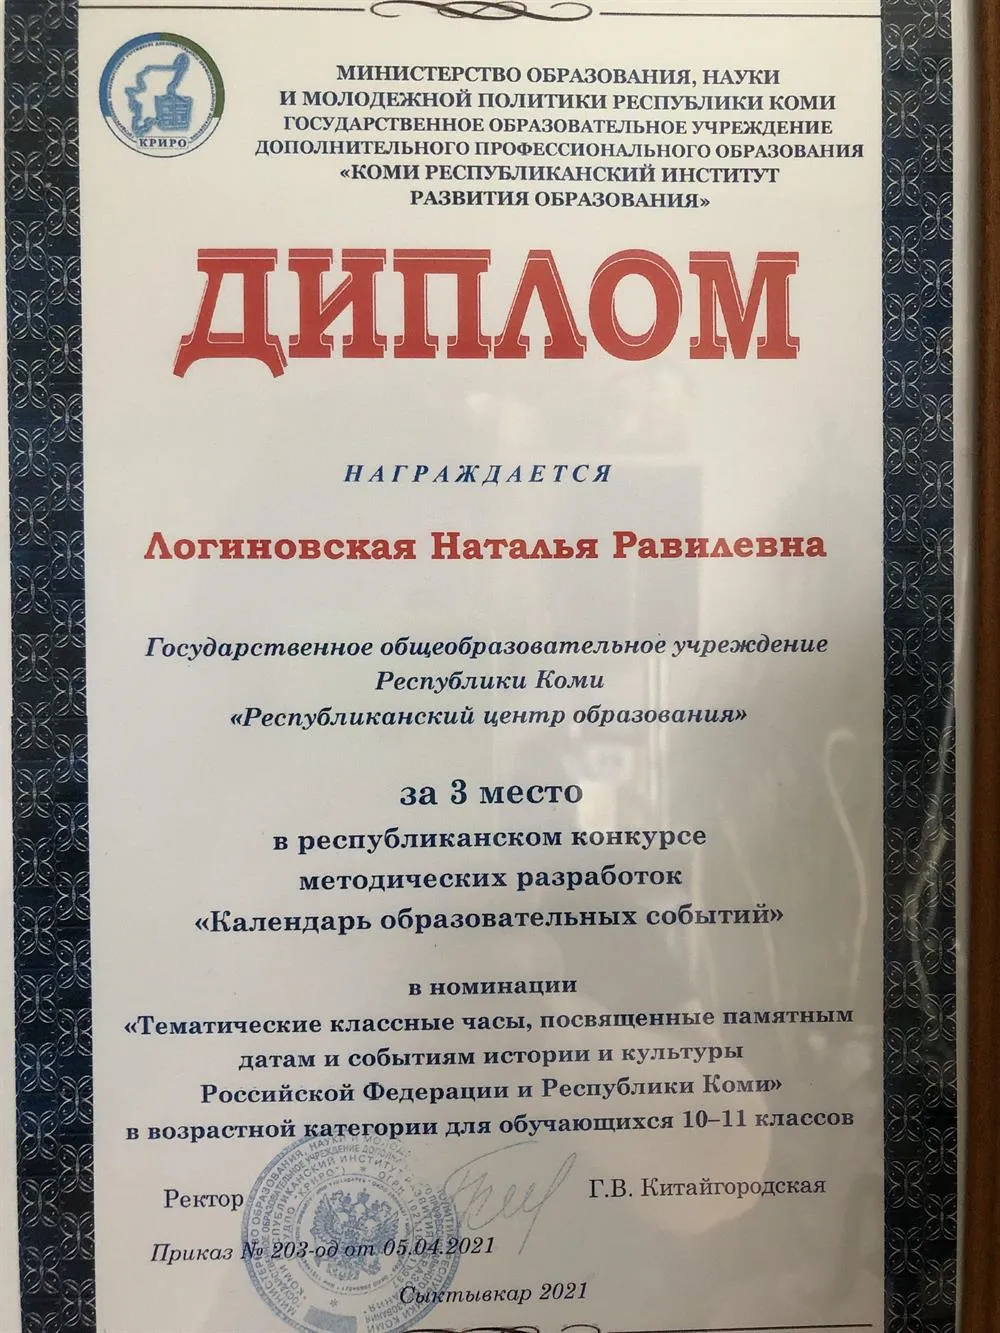 КРИРО
МИНИСТЕРСТВО ОБРАЗОВАНИЯ, НАУКИ
И МОЛОДЕЖНОЙ ПОЛИТИКИ РЕСПУБЛИКИ КОМИ
ГОСУДАРСТВЕННОЕ ОБРАЗОВАТЕЛЬНОЕ УЧРЕЖДЕНИЕ
ДОПОЛНИТЕЛЬНОГО ПРОФЕССИОНАЛЬНОГО ОБРАЗОВАНИЯ
«КОМИ РЕСПУБЛИКАНСКИЙ ИНСТИТУТ
РАЗВИТИЯ ОБРАЗОВАНИЯ»
ДИПЛОМ
НАГРАЖДАЕТСЯ
Логиновская Наталья Равилевна
Государственное общеобразовательное учреждение
Республики Коми
«Республиканский центр образования»
за 3 место
в республиканском конкурсе
методических разработок
«Календарь образовательных событий»
в номинации
«Тематические классные часы, посвященные памятным
датам и событиям истории и культуры
Российской Федерации и Республики Коми»
в возрастной категории для обучающихся 10–11 классов
Ректор Г.В. Китайгородская
Приказ № 203-од от 05.04.2021
Сыктывкар 2021